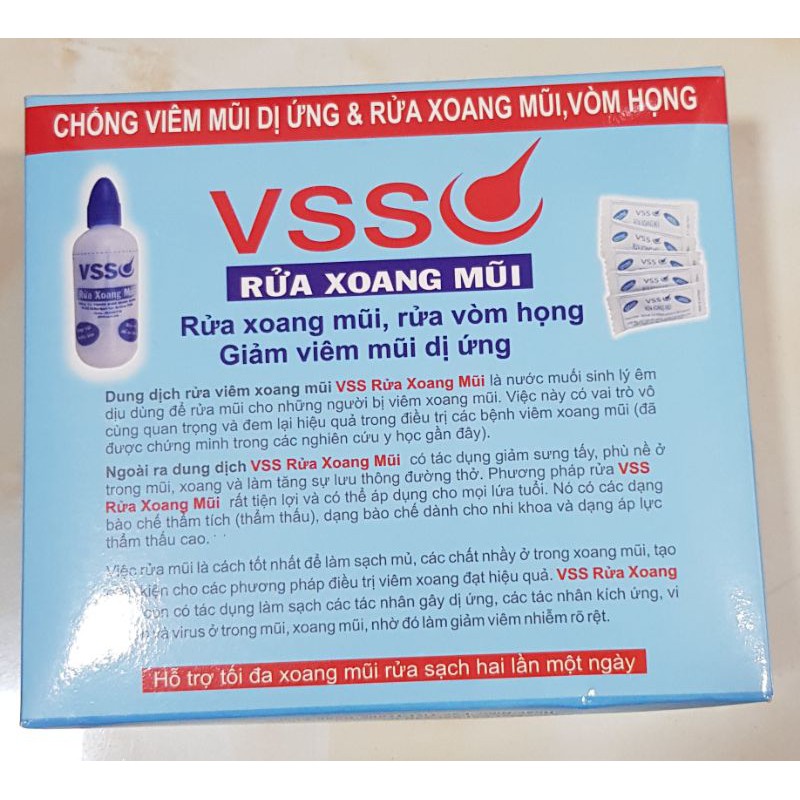 CHỐNG VIÊM MŨI DỊ ỨNG & RỬA XOANG MŨI,VÒM HỌNG
VSS
RỬA XOANG MŨI
Rửa xoang mũi, rửa vòm họng
Giảm viêm mũi dị ứng
VSS
Rửa Xoang Mũi
VSS
VSS
VSS
VSS
VSS
Dung dịch rửa viêm xoang mũi VSS Rửa Xoang Mũi là nước muối sinh lý êm
dịu dùng để rửa mũi cho những người bị viêm xoang mũi. Việc này có vai trò vô
cùng quan trọng và đem lại hiệu quả trong điều trị các bệnh viêm xoang mũi (đã
được chứng minh trong các nghiên cứu y học gần đây).
Ngoài ra dung dịch VSS Rửa Xoang Mũi có tác dụng giảm sưng tấy, phù nề ở
trong mũi, xoang và làm tăng sự lưu thông đường thở. Phương pháp rửa VSS
Rửa Xoang Mũi rất tiện lợi và có thể áp dụng cho mọi lứa tuổi. Nó có các dạng
bào chế thẩm tích (thẩm thấu), dạng bào chế dành cho nhi khoa và dạng áp lực
thẩm thấu cao.
Việc rửa mũi là cách tốt nhất để làm sạch mủ, các chất nhầy ở trong xoang mũi, tạo
kiện cho các phương pháp điều trị viêm xoang đạt hiệu quả. VSS Rửa Xoang
còn có tác dụng làm sạch các tác nhân gây dị ứng, các tác nhân kích ứng, vi
và virus ở trong mũi, xoang mũi, nhờ đó làm giảm viêm nhiễm rõ rệt.
Hỗ trợ tối đa xoang mũi rửa sạch hai lần một ngày